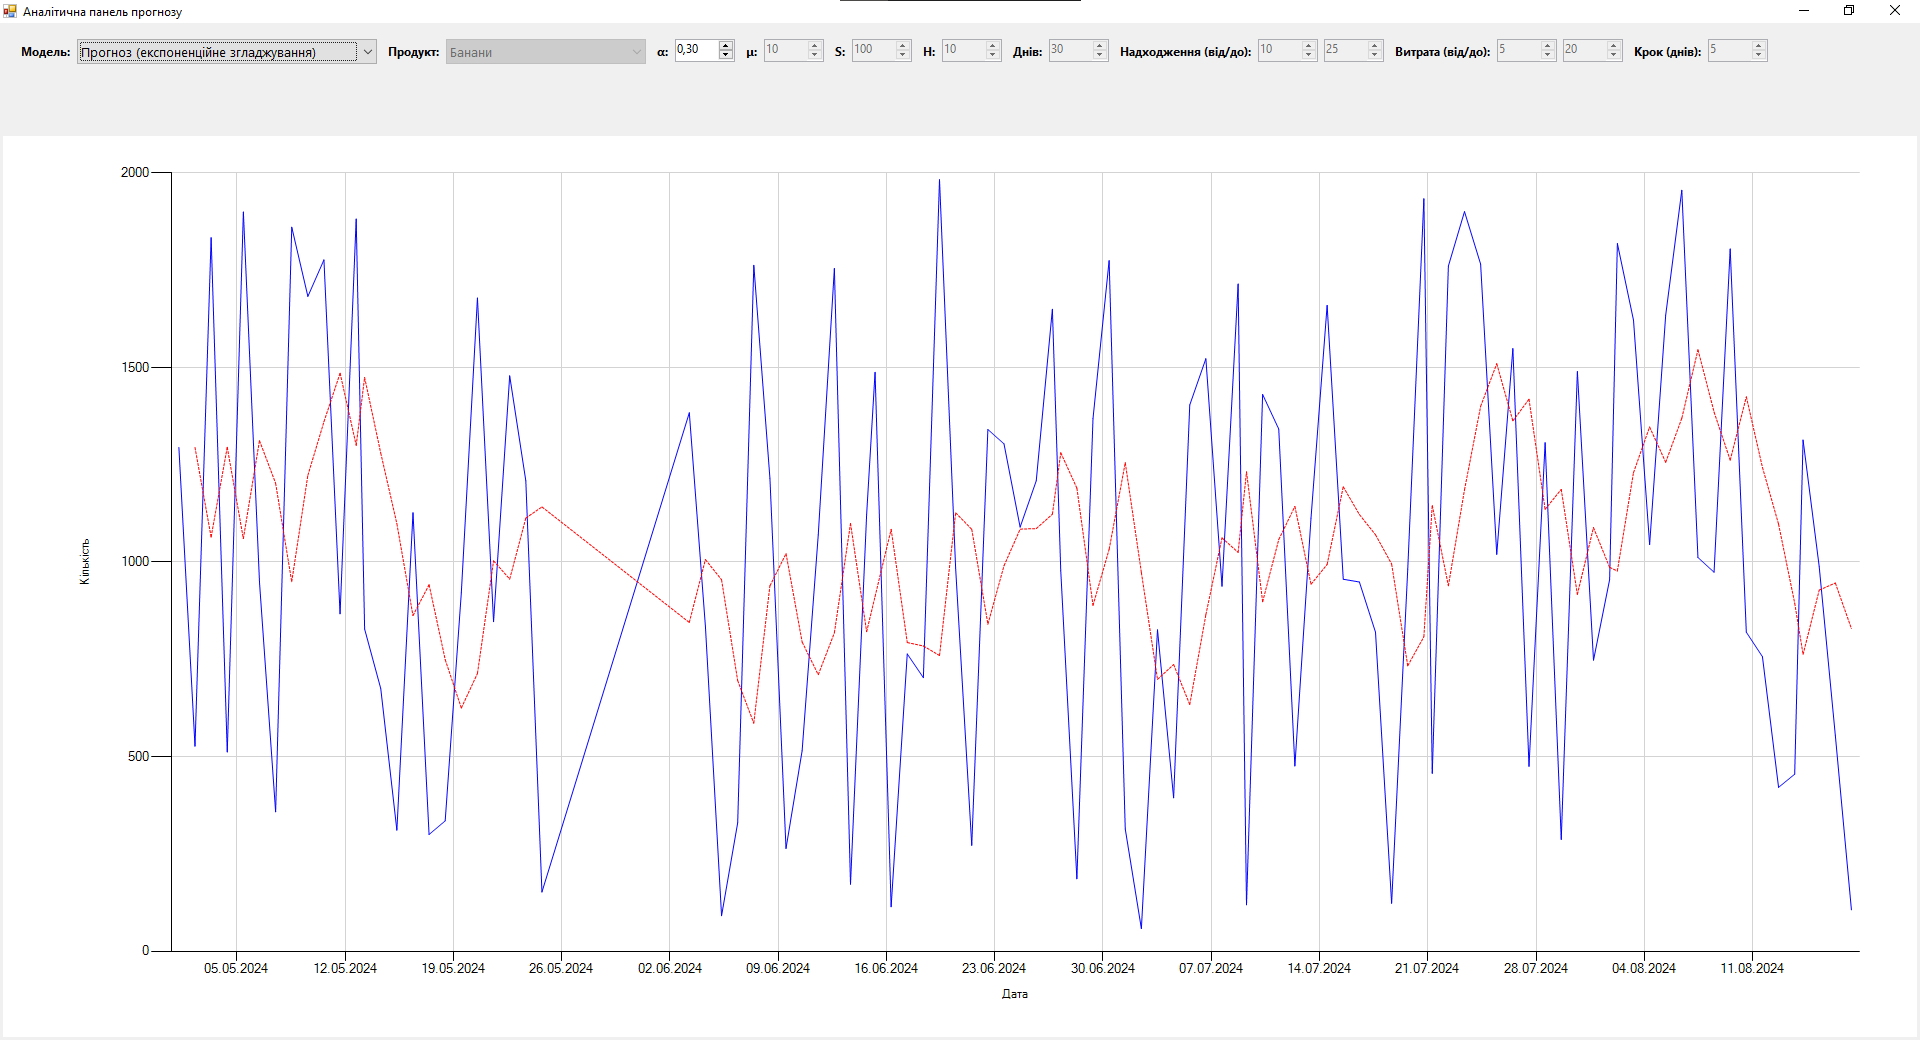 Аналітична панель прогнозу
Модель: Прогноз (експоненційне згладжування) Продукт: Банани α: 0,30 μ: 10 S: 100 H: 10 Днів: 30 Надходження (від/до): 10 25 Витрата (від/до): 5 20 Крок (днів): 5
2000
1500
1000
500
0
Кількість
05.05.2024 12.05.2024 19.05.2024 26.05.2024 02.06.2024 09.06.2024 16.06.2024 23.06.2024 30.06.2024 07.07.2024 14.07.2024 21.07.2024 28.07.2024 04.08.2024 11.08.2024
Дата